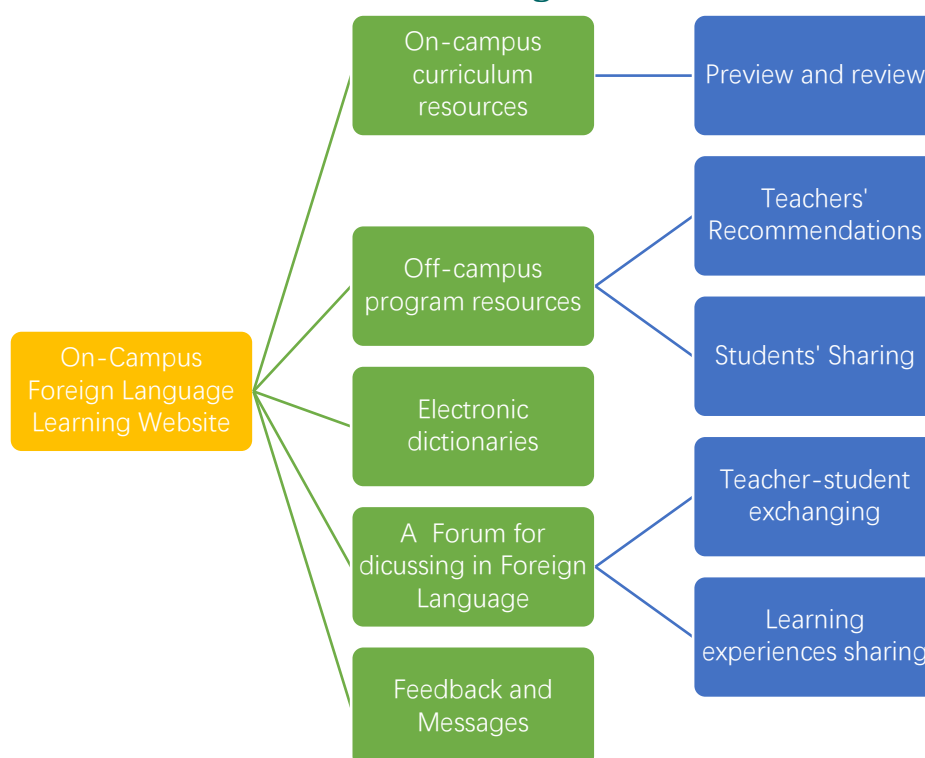 On-campus
curriculum
resources
Preview and review
Teachers'
Recommendations
Off-campus
program resources
Students' Sharing
On-Campus
Foreign Language
Learning Website
Electronic
dictionaries
Teacher-student
exchanging
A Forum for
dicussing in Foreign
Language
Learning
experiences sharing
Feedback and
Messages